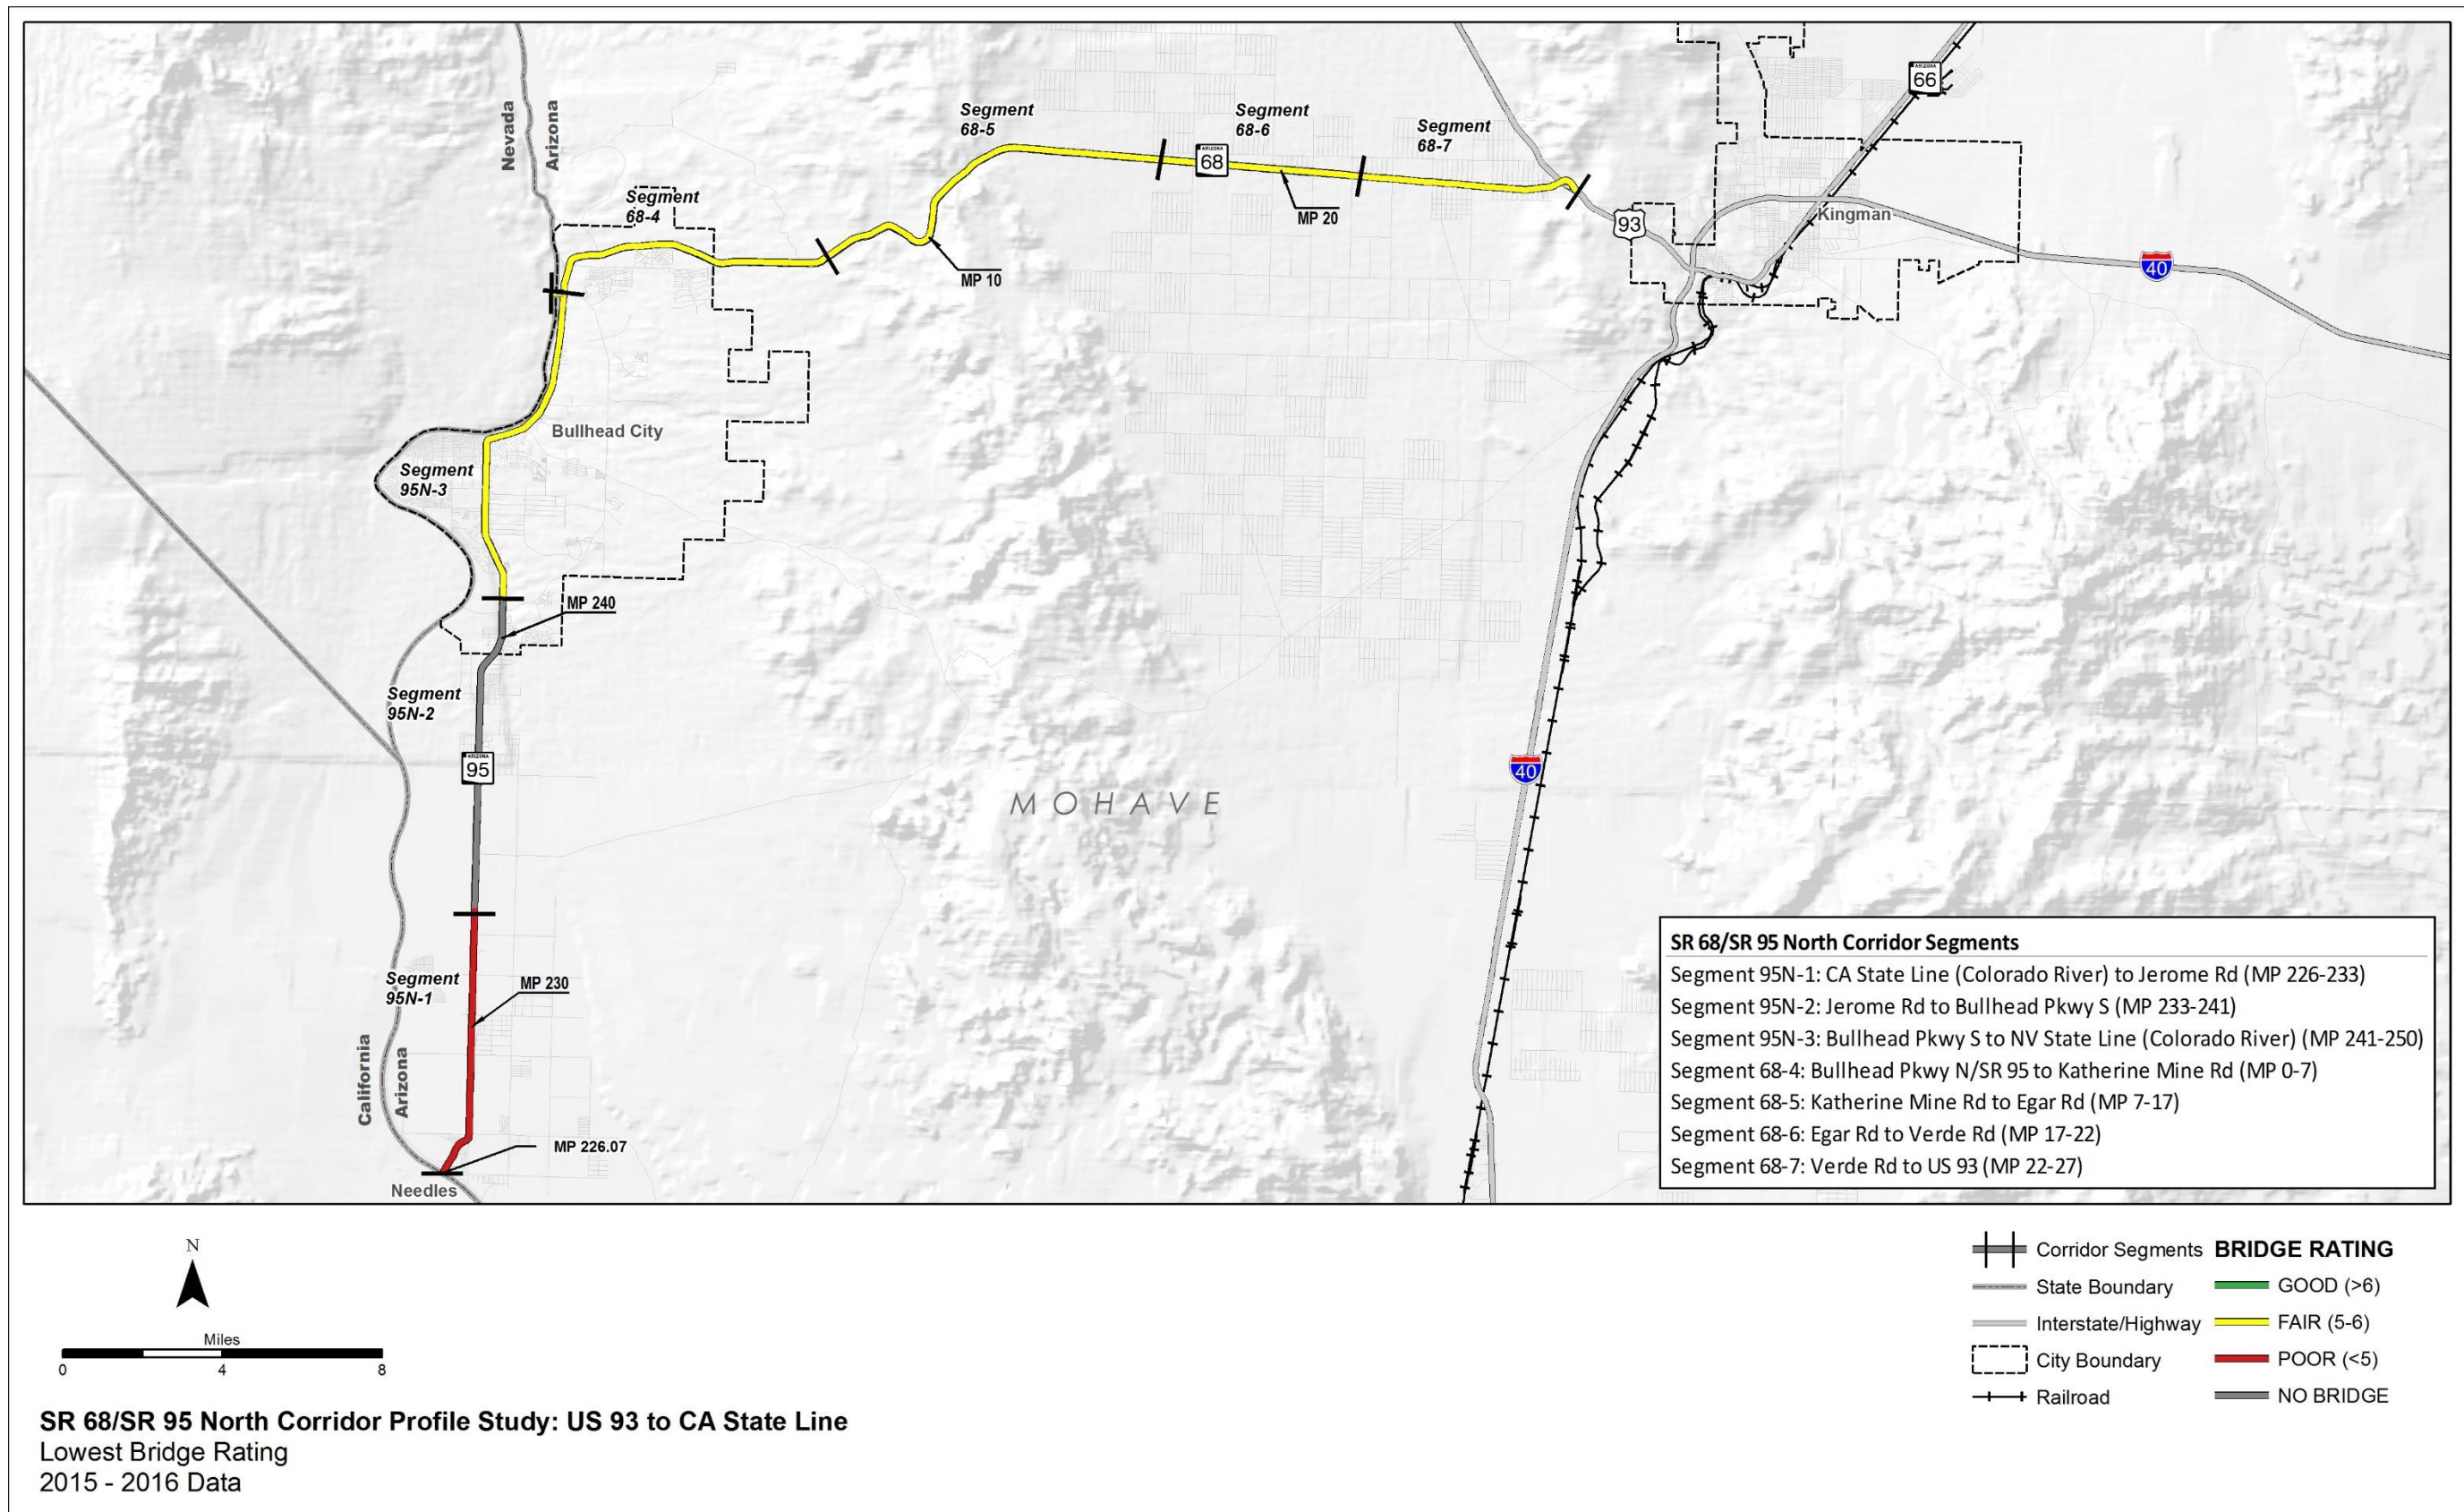 Nevada
Arizona
Segment
68-5
Segment
68-6
Segment
68-7
ARIZONA
66
ARIZONA
68
Segment
68-4
MP 20
93
Kingman
40
MP 10
Bullhead City
Segment
95N-3
MP 240
Segment
95N-2
ARIZONA
95
40
MOHAVE
Segment
95N-1
MP 230
California
Arizona
MP 226.07
Needles
SR 68/SR 95 North Corridor Segments
Segment 95N-1: CA State Line (Colorado River) to Jerome Rd (MP 226-233)
Segment 95N-2: Jerome Rd to Bullhead Pkwy S (MP 233-241)
Segment 95N-3: Bullhead Pkwy S to NV State Line (Colorado River) (MP 241-250)
Segment 68-4: Bullhead Pkwy N/SR 95 to Katherine Mine Rd (MP 0-7)
Segment 68-5: Katherine Mine Rd to Egar Rd (MP 7-17)
Segment 68-6: Egar Rd to Verde Rd (MP 17-22)
Segment 68-7: Verde Rd to US 93 (MP 22-27)
N
Miles
0 4 8
Corridor Segments
State Boundary
Interstate/Highway
City Boundary
Railroad
BRIDGE RATING
GOOD (>6)
FAIR (5-6)
POOR (<5)
NO BRIDGE
SR 68/SR 95 North Corridor Profile Study: US 93 to CA State Line
Lowest Bridge Rating
2015 - 2016 Data